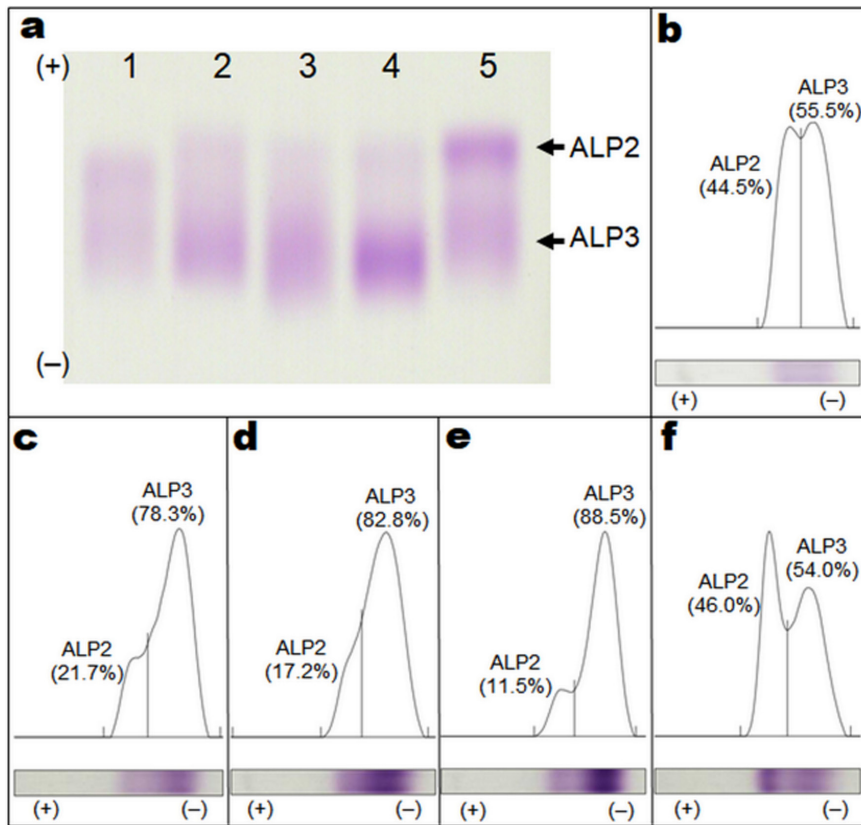 a
(+) 1 2 3 4 5
ALP2
ALP3
(–)
b
ALP3
(55.5%)
ALP2
(44.5%)
(+) (–)
c
ALP3
(78.3%)
ALP2
(21.7%)
(+) (–)
d
ALP3
(82.8%)
ALP2
(17.2%)
(+) (–)
e
ALP3
(88.5%)
ALP2
(11.5%)
(+) (–)
f
ALP3
(54.0%)
ALP2
(46.0%)
(+) (–)